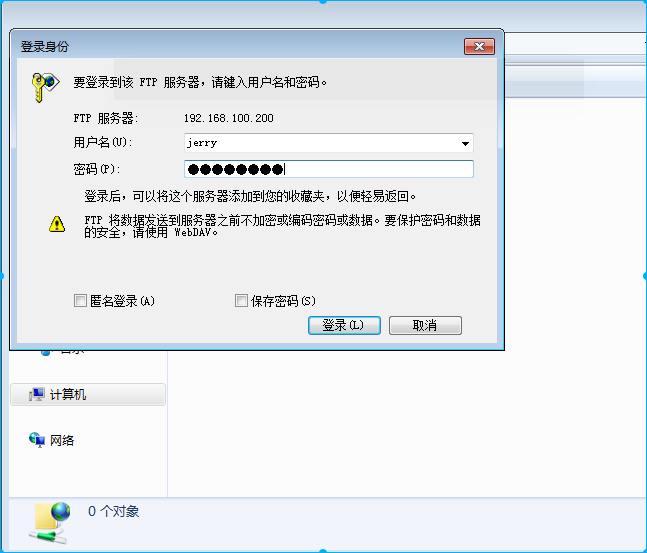 登录身份
要登录到该 FTP 服务器，请键入用户名和密码。
FTP 服务器：
192.168.100.200
用户名(U)：
jerry
密码(P)：
●●●●●●●●
登录后，可以将这个服务器添加到您的收藏夹，以便轻易返回。
FTP 将数据发送到服务器之前不加密或编码密码或数据。要保护密码和数据
的安全，请使用 WebDAV。
匿名登录(A)
保存密码(S)
登录(L)
取消
计算机
网络
0 个对象